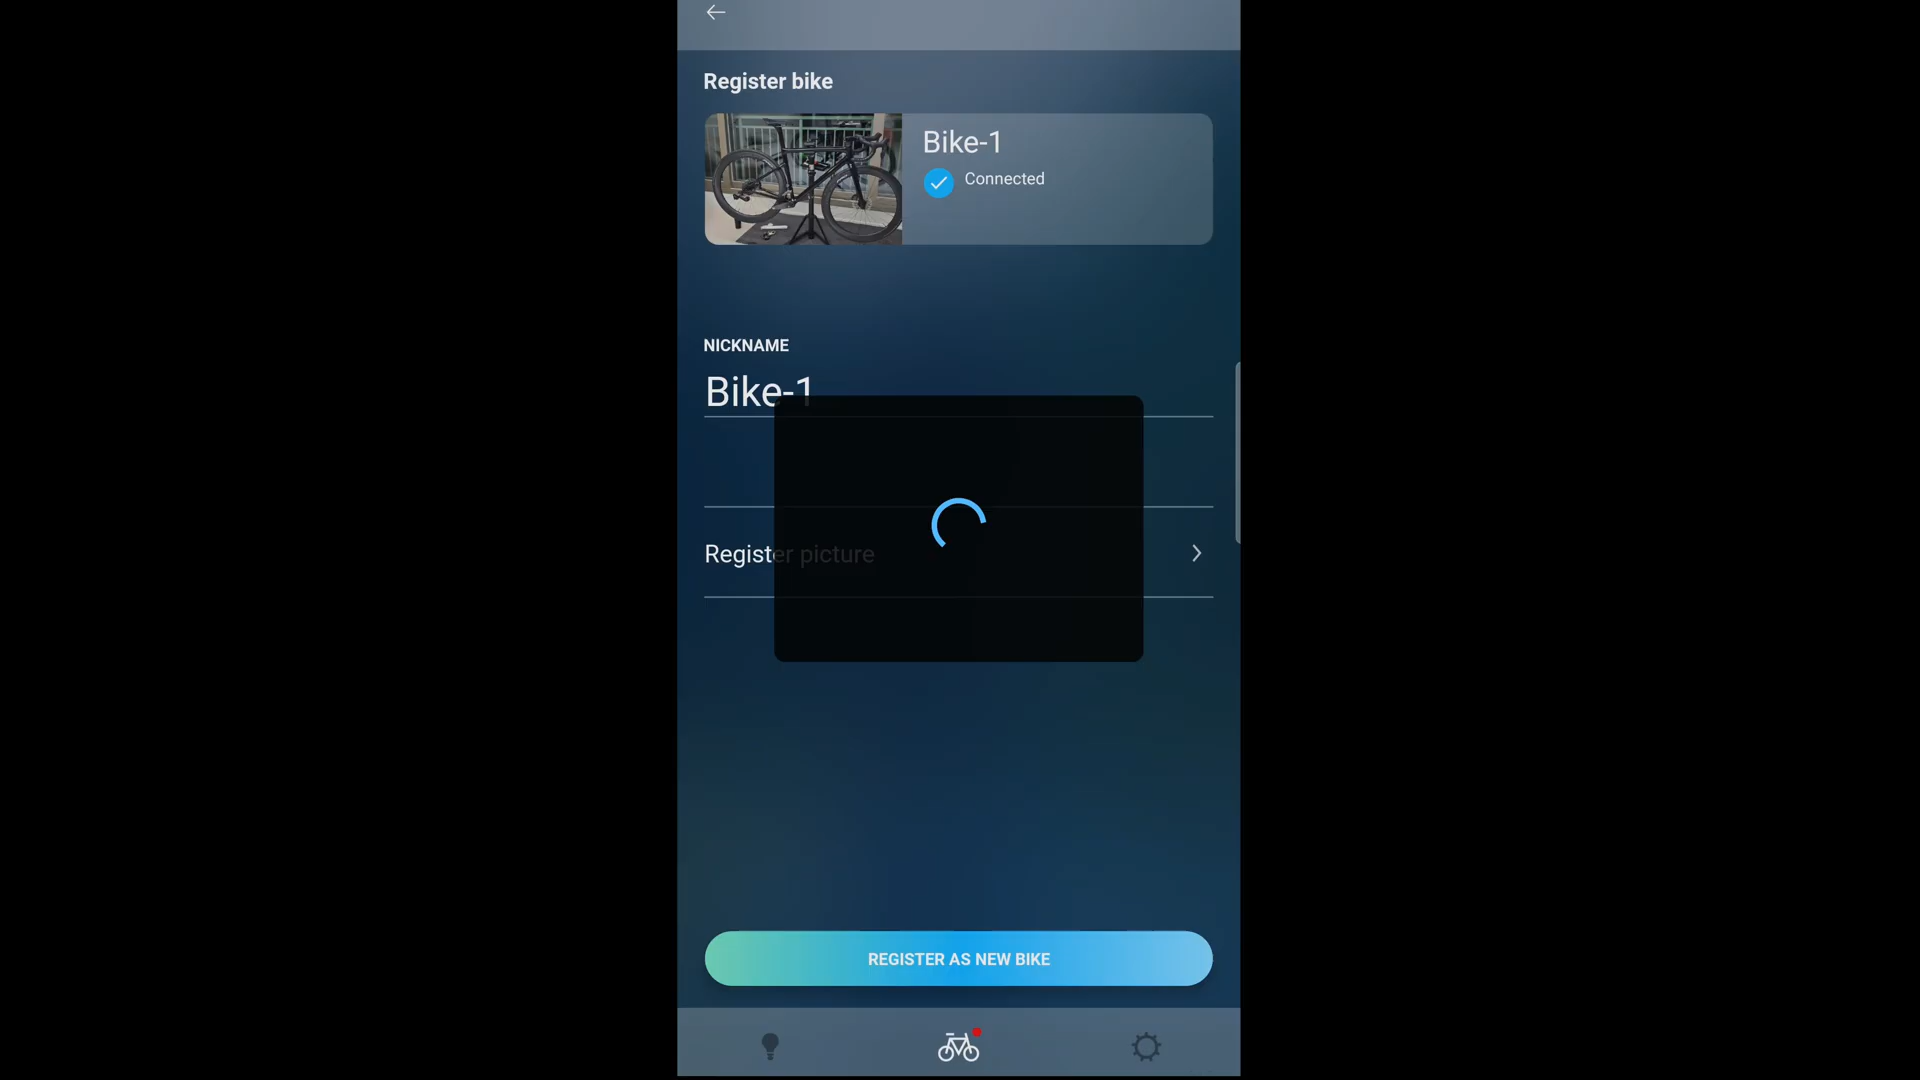 Register bike
Bike-1
Connected
NICKNAME
Bike-1
Register picture
REGISTER AS NEW BIKE